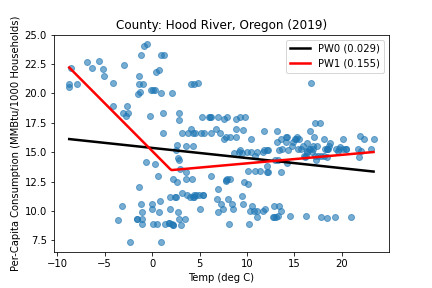 County: Hood River, Oregon (2019)
PW0 (0.029)
PW1 (0.155)
Per-Capita Consumption (MMBtu/1000 Households)
25.0
22.5
20.0
17.5
15.0
12.5
10.0
7.5
−10 −5 0 5 10 15 20
Temp (deg C)